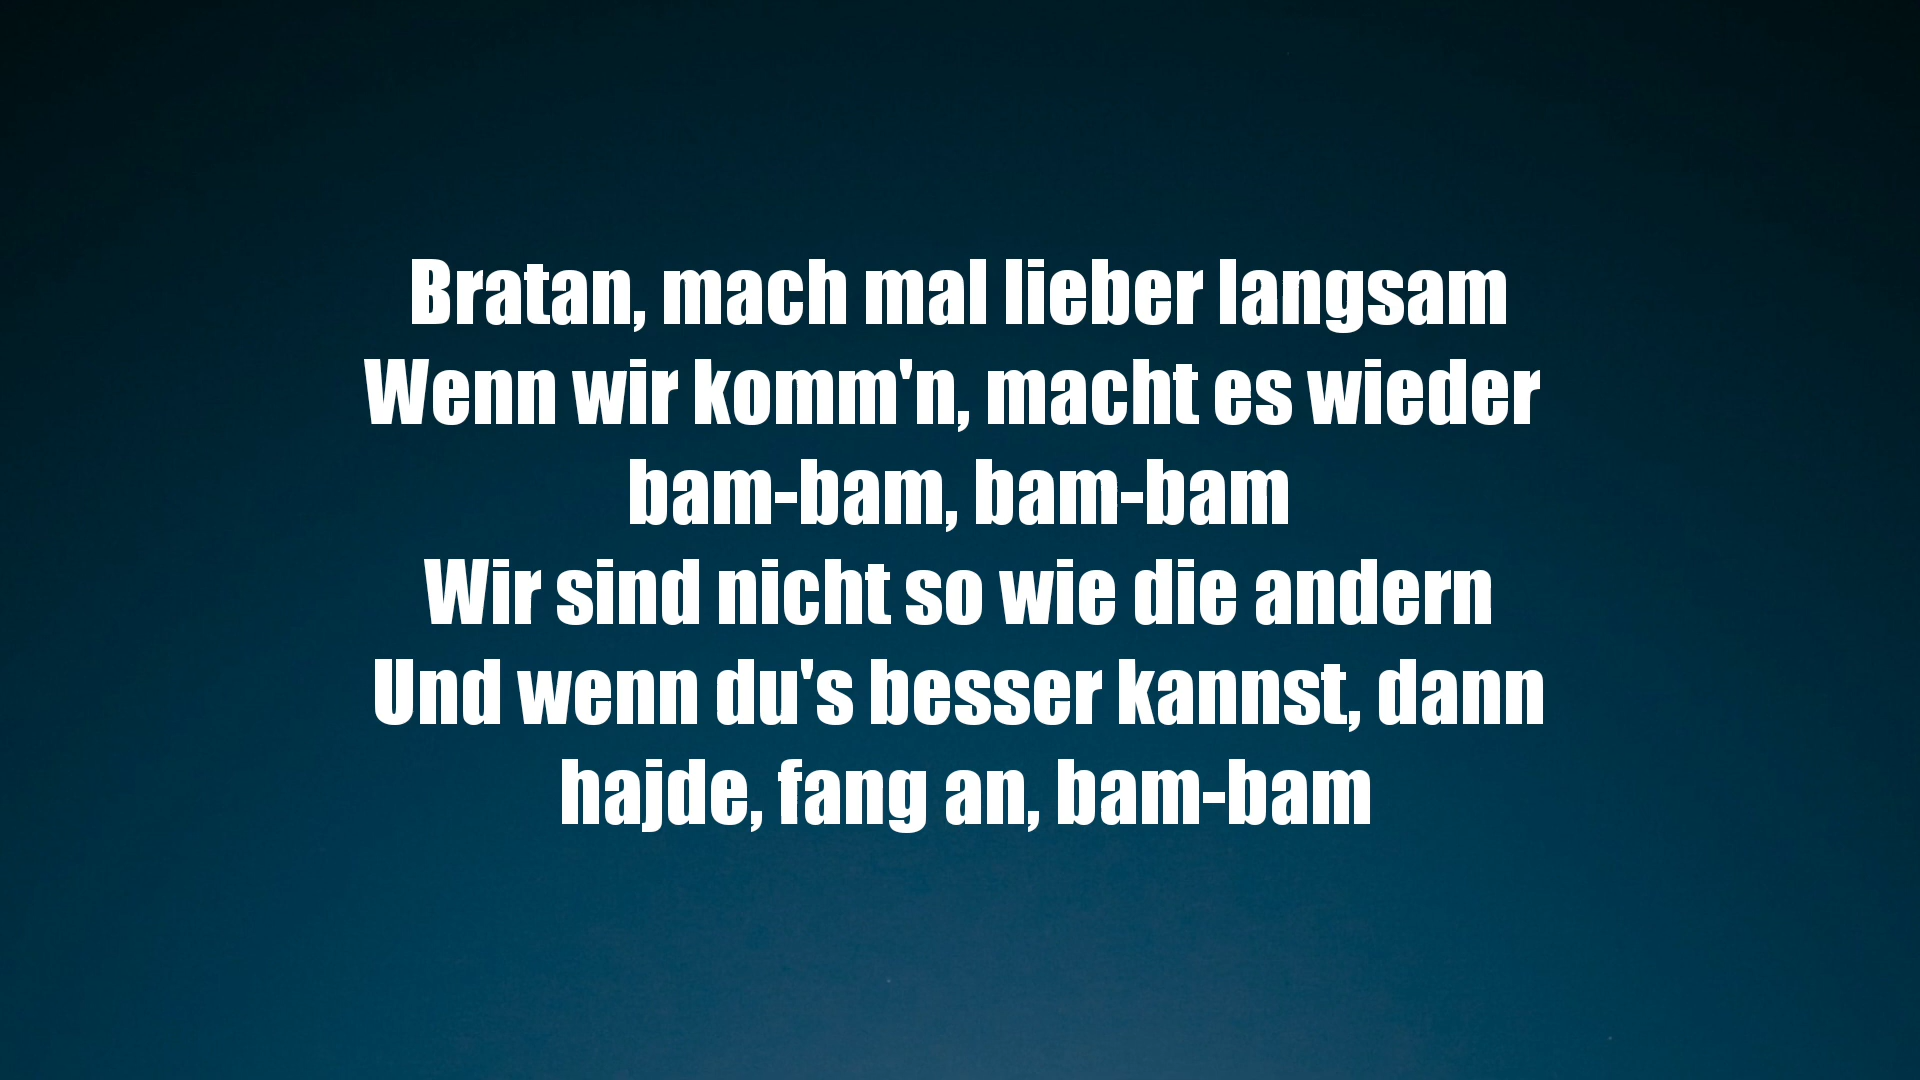 Bratan, mach mal lieber langsam
Wenn wir komm'n, macht es wieder
bam-bam, bam-bam
Wir sind nicht so wie die andern
Und wenn du's besser kannst, dann
hajde, fang an, bam-bam